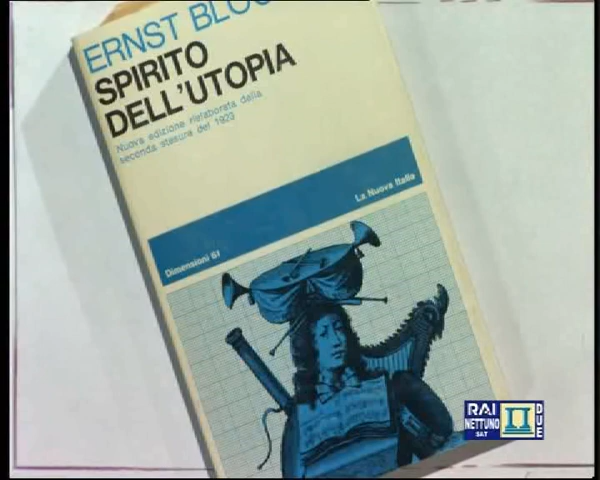 ERNST BLOC
SPIRITO
DELL'UTOPIA
Nuova edizione rielaborata della
seconda stesura del 1923
La Nuova Italia
Dimensioni 61
RAI
NETTUNO
SAT
DUE